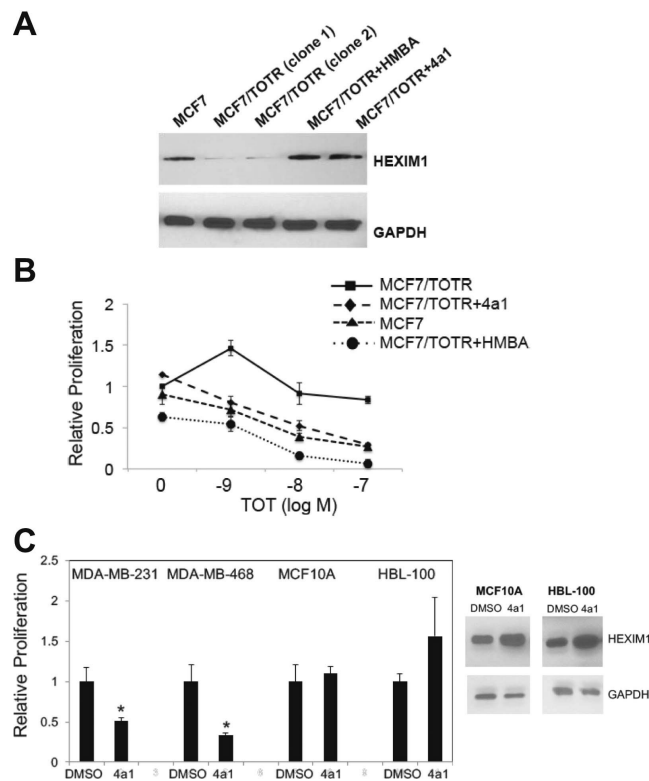 A
MCF7
MCF7/TOTR (clone 1)
MCF7/TOTR (clone 2)
MCF7/TOTR+HMBA
MCF7/TOTR+4a1
HEXIM1
GAPDH
B
MCF7/TOTR
MCF7/TOTR+4a1
MCF7
MCF7/TOTR+HMBA
Relative Proliferation
2
1.5
1
0.5
0
0 -9 -8 -7
TOT (log M)
C
Relative Proliferation
2.5
2
1.5
1
0.5
0
MDA-MB-231 MDA-MB-468 MCF10A HBL-100
* *
DMSO 4a1 3 DMSO 4a1 DMSO 4a1 DMSO 4a1
MCF10A HBL-100
DMSO 4a1 DMSO 4a1
HEXIM1
GAPDH